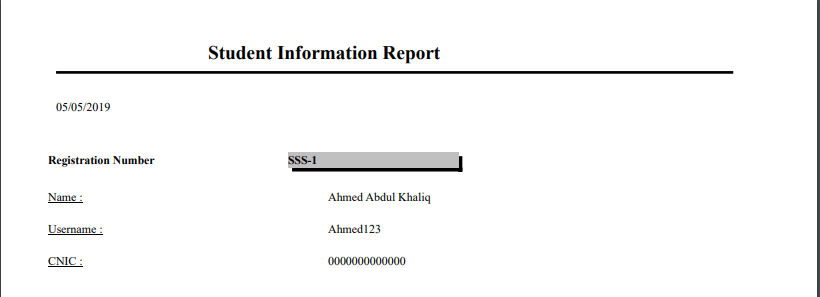 Student Information Report
05/05/2019
Registration Number SSS-1
Name : Ahmed Abdul Khaliq
Username : Ahmed123
CNIC : 0000000000000